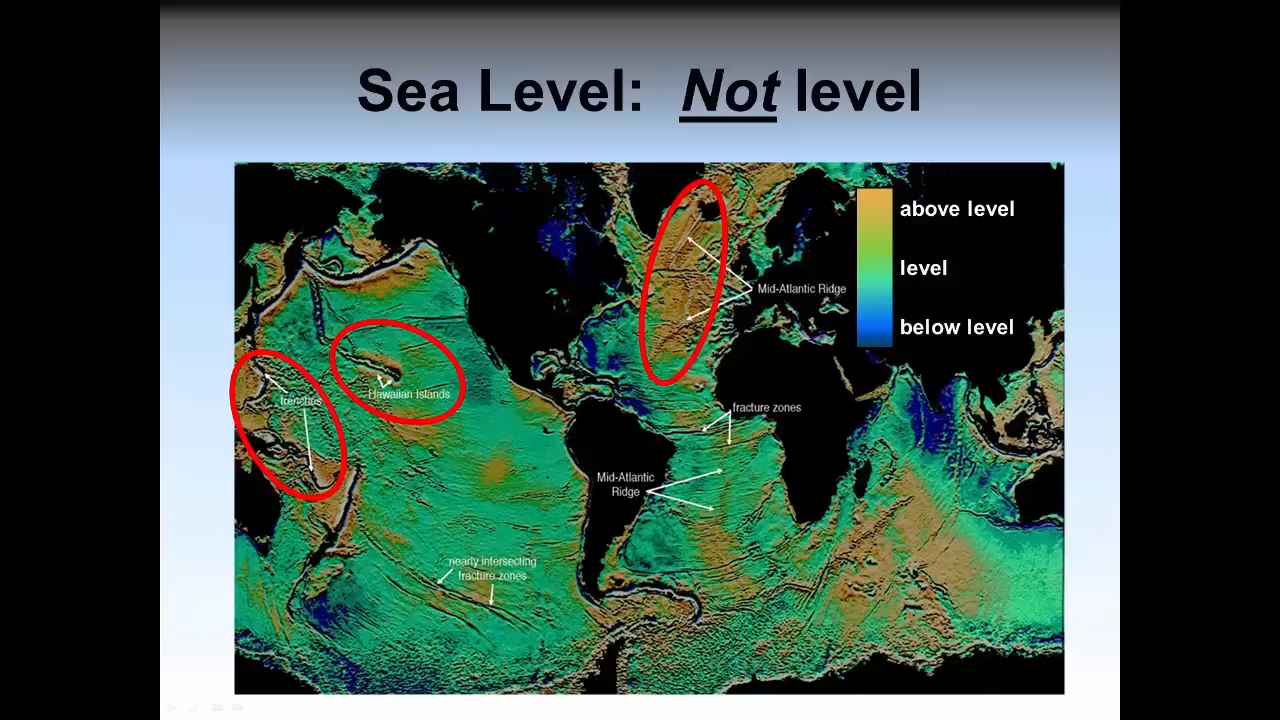 Sea Level: Not level
above level
level
below level
Mid-Atlantic Ridge
Hawaiian Islands
trenches
fracture zones
Mid-Atlantic
Ridge
nearly intersecting
fracture zones